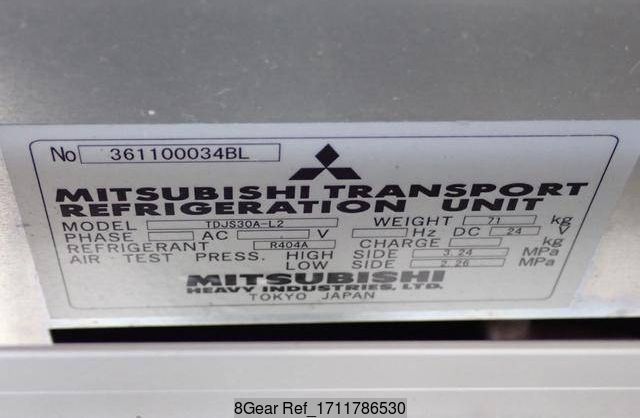 No 361100034BL
MITSUBISHI TRANSPORT
REFRIGERATION UNIT
MODEL TDJS30A-L2 WEIGHT 71 kg
PHASE AC V Hz DC 24 V
REFRIGERANT R404A CHARGE kg
AIR TEST PRESS. HIGH SIDE 3.24 MPa
LOW SIDE 2.26 MPa
MITSUBISHI
HEAVY INDUSTRIES, LTD.
TOKYO JAPAN
8Gear Ref_1711786530